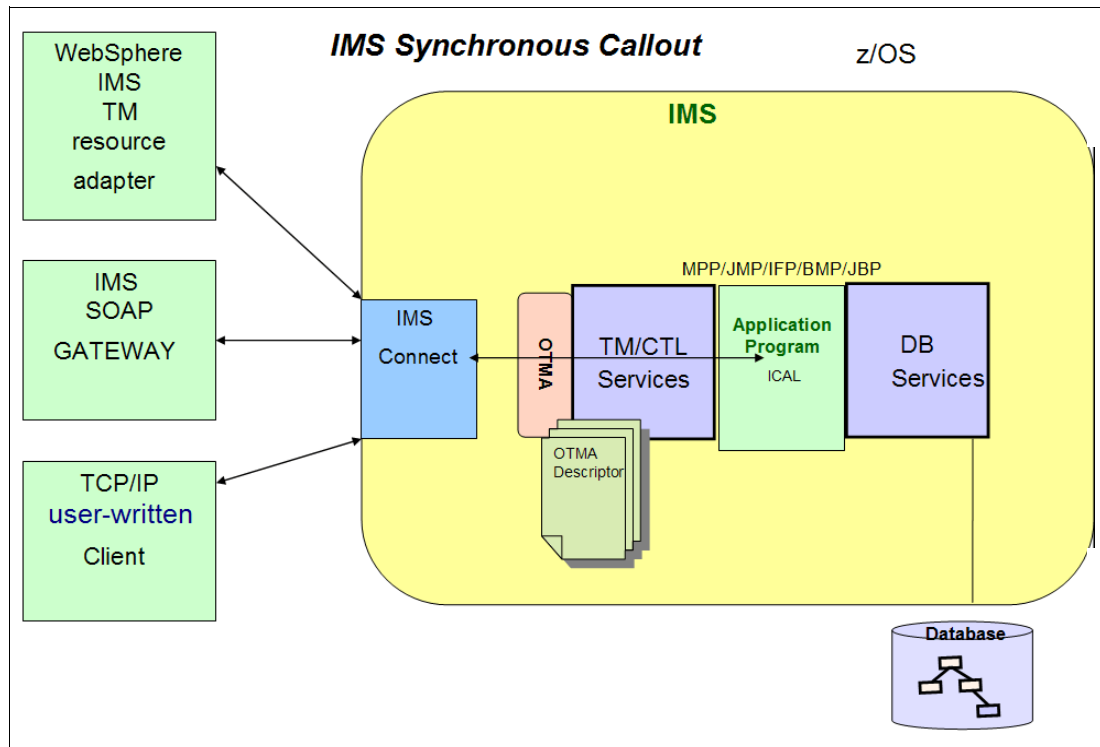 IMS Synchronous Callout
z/OS
WebSphere
IMS
TM
resource
adapter
IMS
SOAP
GATEWAY
TCP/IP
user-written
Client
IMS
MPP/JMP/IFP/BMP/JBP
IMS
Connect
OTMA
TM/CTL
Services
Application
Program
ICAL
DB
Services
OTMA
Descriptor
Database